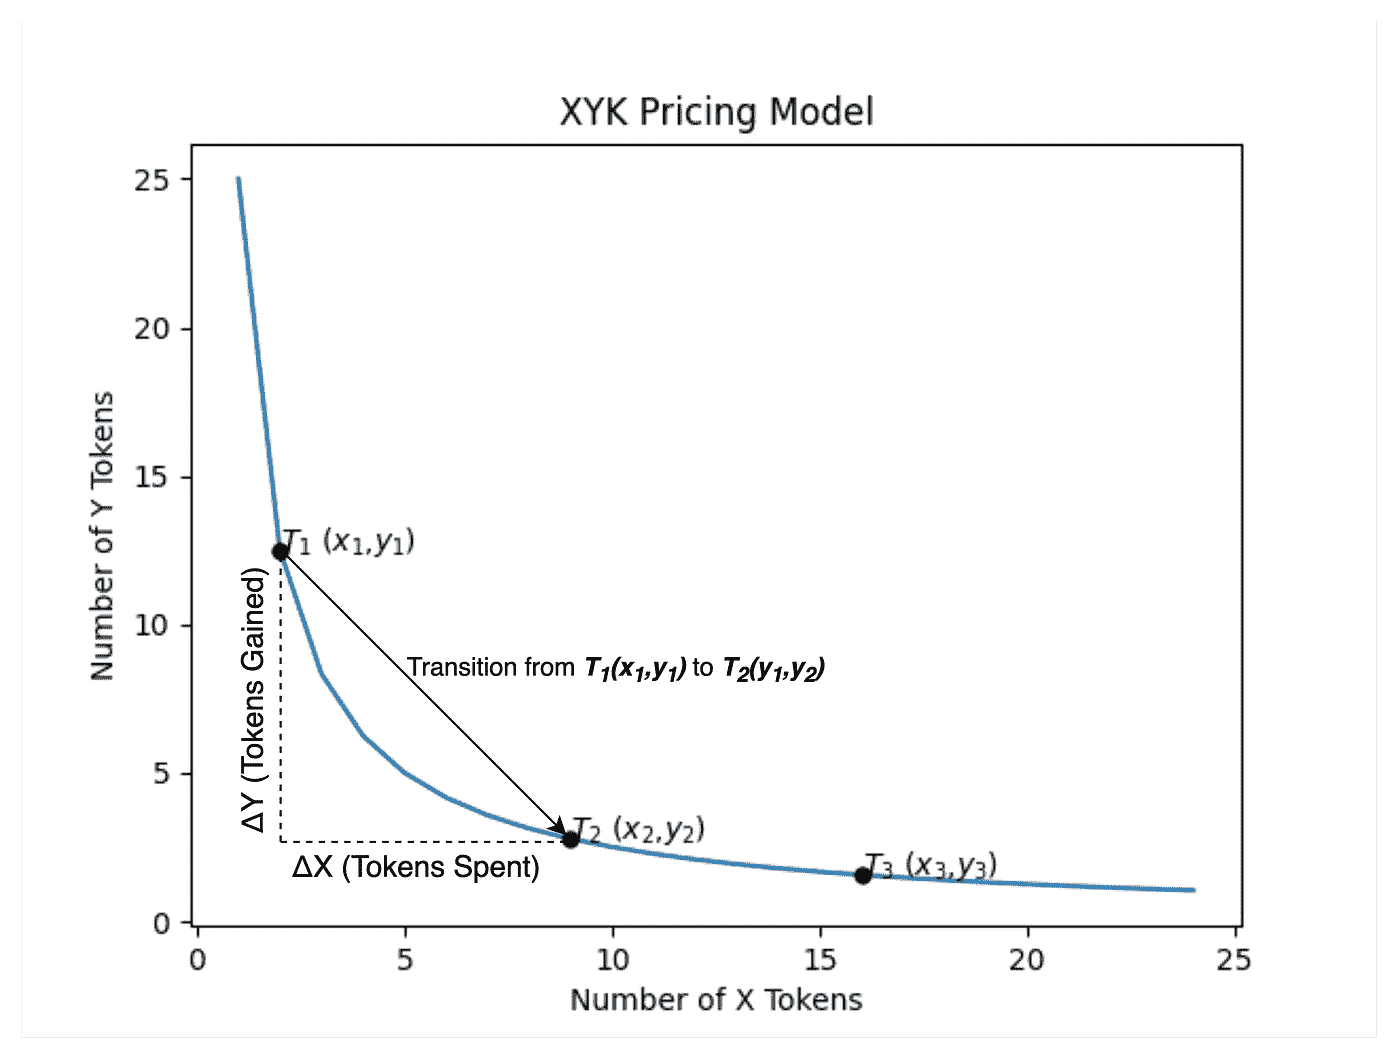 XYK Pricing Model
25
20
15
10
5
0
Number of Y Tokens
T₁ (x₁,y₁)
ΔY (Tokens Gained)
Transition from T₁(x₁,y₁) to T₂(y₁,y₂)
T₂ (x₂,y₂)
ΔX (Tokens Spent)
T₃ (x₃,y₃)
0 5 10 15 20 25
Number of X Tokens